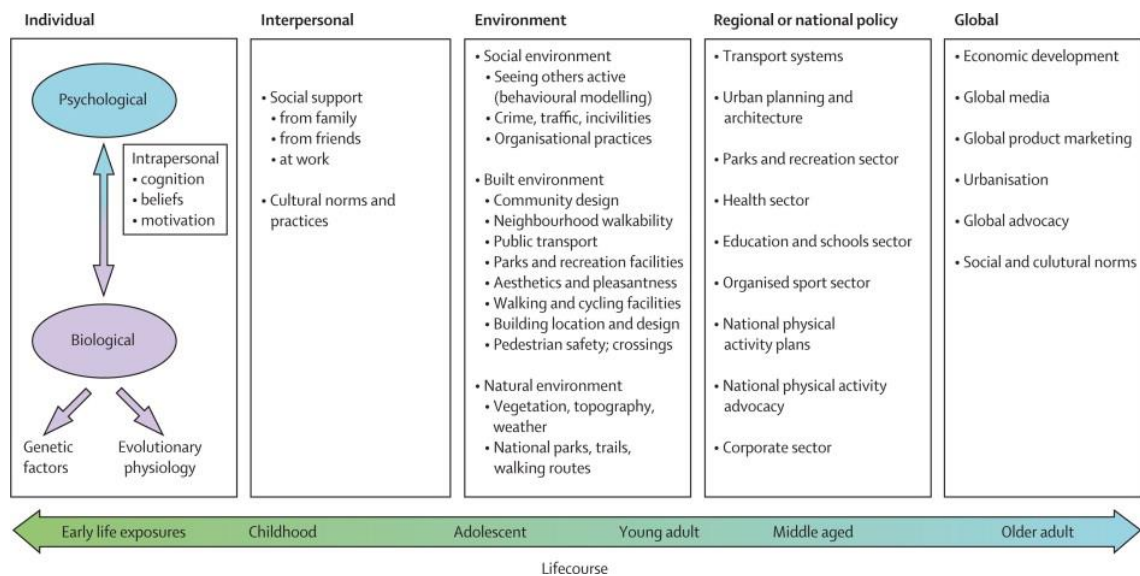 Individual
Psychological
Intrapersonal
• cognition
• beliefs
• motivation
Biological
Genetic
factors
Evolutionary
physiology
Interpersonal
• Social support
• from family
• from friends
• at work
• Cultural norms and
practices
Environment
• Social environment
• Seeing others active
(behavioural modelling)
• Crime, traffic, incivilities
• Organisational practices
• Built environment
• Community design
• Neighbourhood walkability
• Public transport
• Parks and recreation facilities
• Aesthetics and pleasantness
• Walking and cycling facilities
• Building location and design
• Pedestrian safety; crossings
• Natural environment
• Vegetation, topography,
weather
• National parks, trails,
walking routes
Regional or national policy
• Transport systems
• Urban planning and
architecture
• Parks and recreation sector
• Health sector
• Education and schools sector
• Organised sport sector
• National physical
activity plans
• National physical activity
advocacy
• Corporate sector
Global
• Economic development
• Global media
• Global product marketing
• Urbanisation
• Global advocacy
• Social and culutural norms
Early life exposures Childhood Adolescent Young adult Middle aged Older adult
Lifecourse